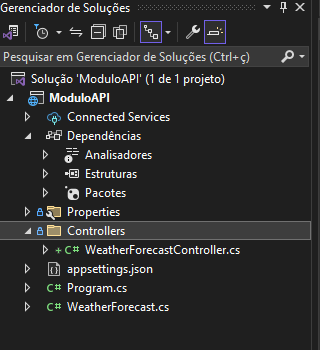 Gerenciador de Soluções
Pesquisar em Gerenciador de Soluções (Ctrl+ç)
Solução 'ModuloAPI' (1 de 1 projeto)
ModuloAPI
Connected Services
Dependências
Analisadores
Estruturas
Pacotes
Properties
Controllers
+ C# WeatherForecastController.cs
appsettings.json
C# Program.cs
C# WeatherForecast.cs